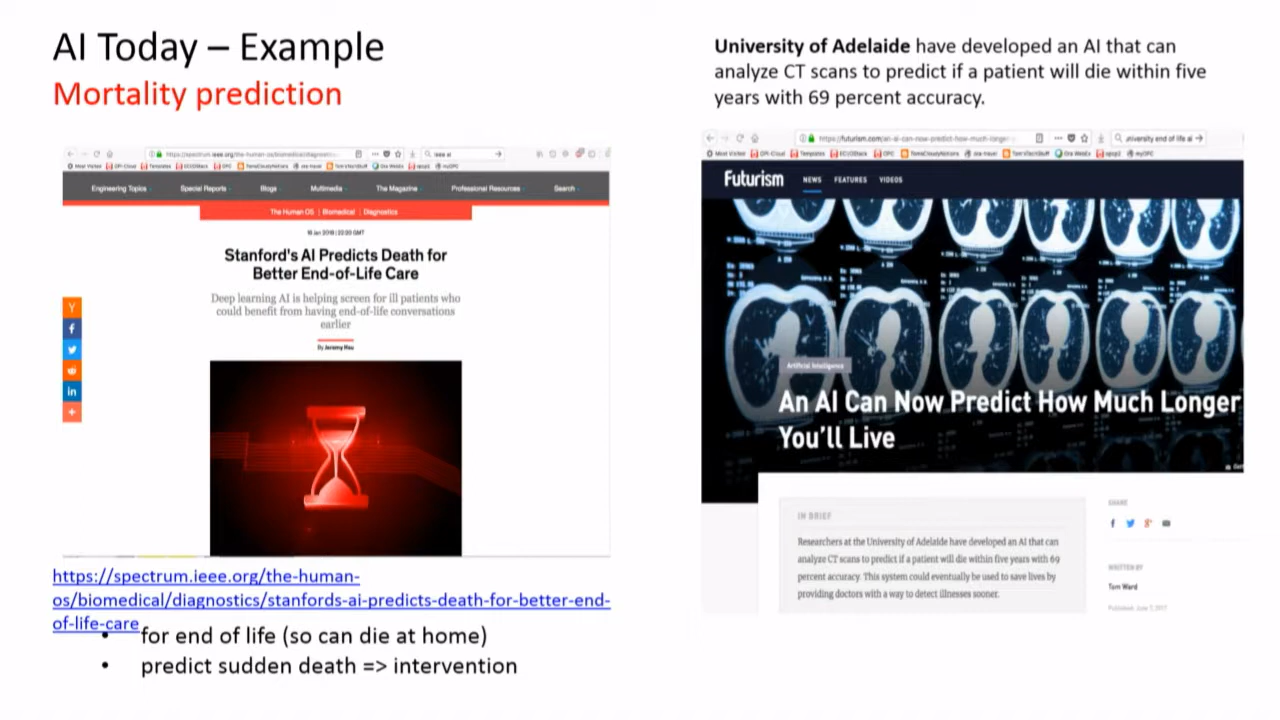 AI Today – Example
Mortality prediction
University of Adelaide have developed an AI that can
analyze CT scans to predict if a patient will die within five
years with 69 percent accuracy.
Engineering Topics
Special Reports
Blogs
Multimedia
The Magazine
Professional Resources
Search
The Human OS | Biomedical | Diagnostics
Stanford's AI Predicts Death for
Better End-of-Life Care
Deep learning AI is helping screen for ill patients who
could benefit from having end-of-life conversations
earlier
By Jeremy Hsu
https://spectrum.ieee.org/the-human-
os/biomedical/diagnostics/stanfords-ai-predicts-death-for-better-end-
of-life-care
• for end of life (so can die at home)
• predict sudden death => intervention
Futurism
NEWS
FEATURES
VIDEOS
Artificial Intelligence
An AI Can Now Predict How Much Longer
You'll Live
IN BRIEF
Researchers at the University of Adelaide have developed an AI that can
analyze CT scans to predict if a patient will die within five years with 69
percent accuracy. This system could eventually be used to save lives by
providing doctors with a way to detect illnesses sooner.
SHARE
WRITTEN BY
Tom Ward